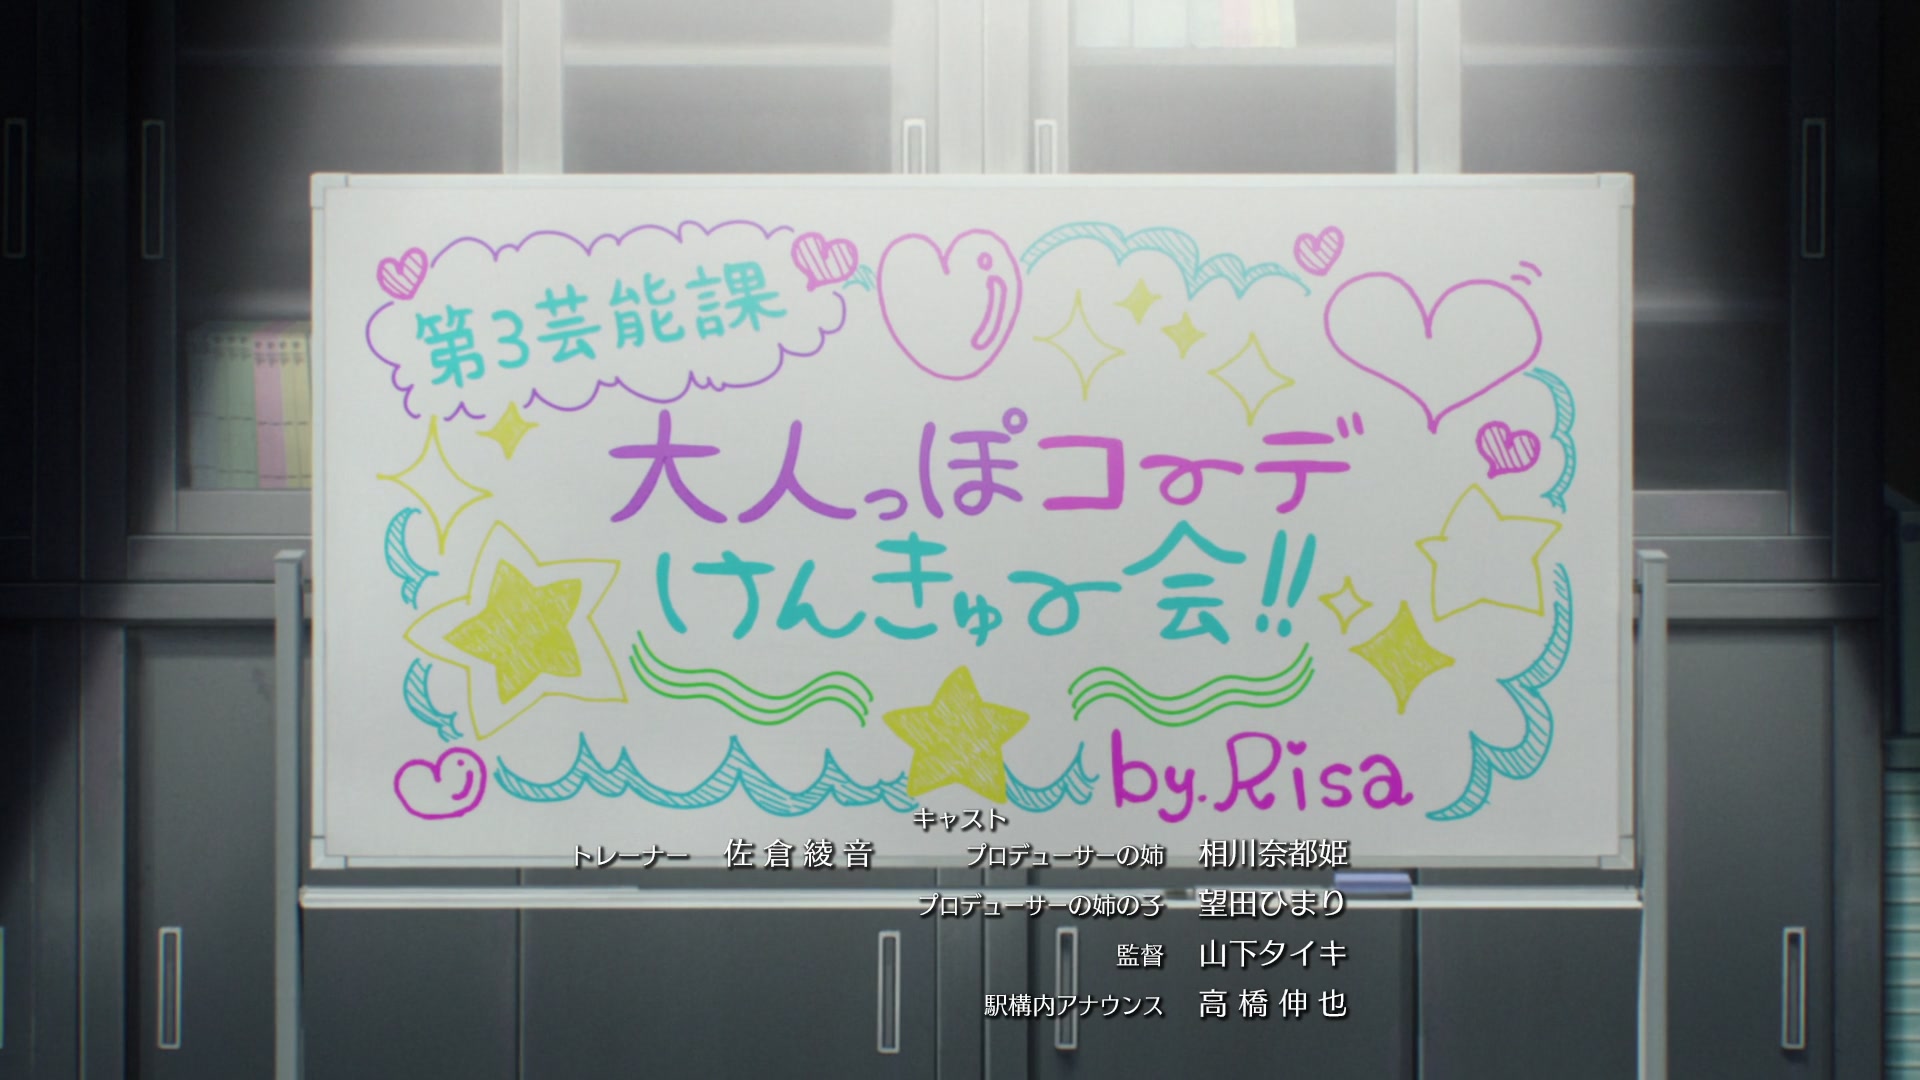 第3芸能課
大人っぽコーデ
けんきゅー会!!
by.Risa
キャスト
トレーナー 佐倉綾音 プロデューサーの姉 相川奈都姫
プロデューサーの姉の子 望田ひまり
監督 山下タイキ
駅構内アナウンス 高橋伸也